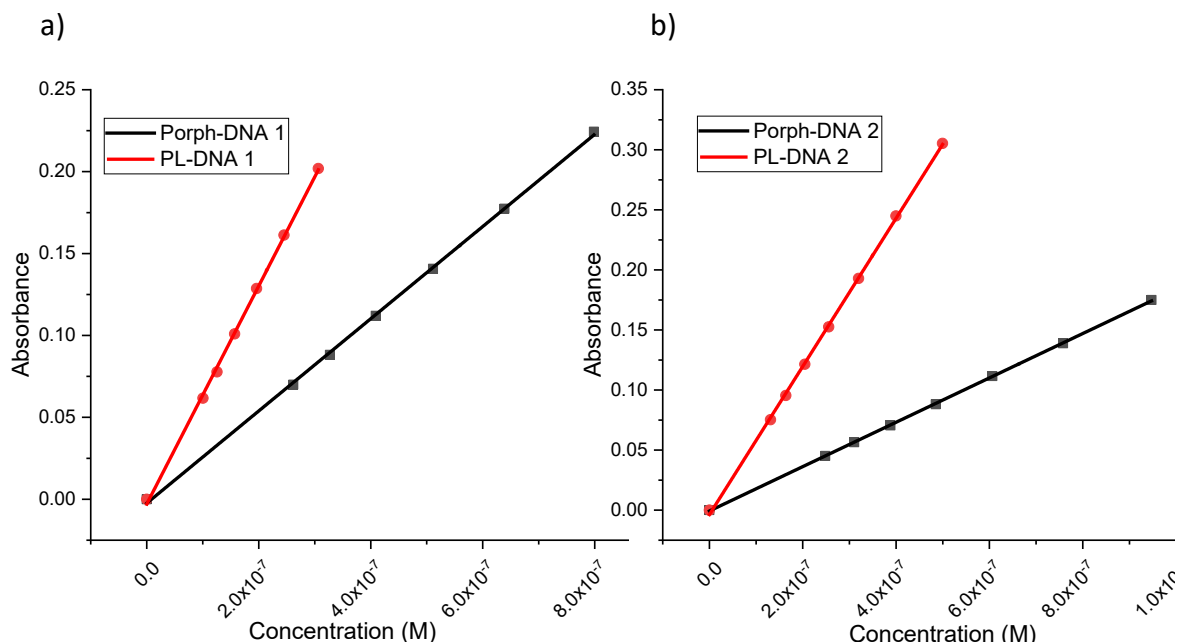 a)
0.25
0.20
0.15
0.10
0.05
0.00
Absorbance
Porph-DNA 1
PL-DNA 1
0.0
2.0x10⁻⁷
4.0x10⁻⁷
6.0x10⁻⁷
8.0x10⁻⁷
Concentration (M)
b)
0.35
0.30
0.25
0.20
0.15
0.10
0.05
0.00
Absorbance
Porph-DNA 2
PL-DNA 2
0.0
2.0x10⁻⁷
4.0x10⁻⁷
6.0x10⁻⁷
8.0x10⁻⁷
1.0x10
Concentration (M)